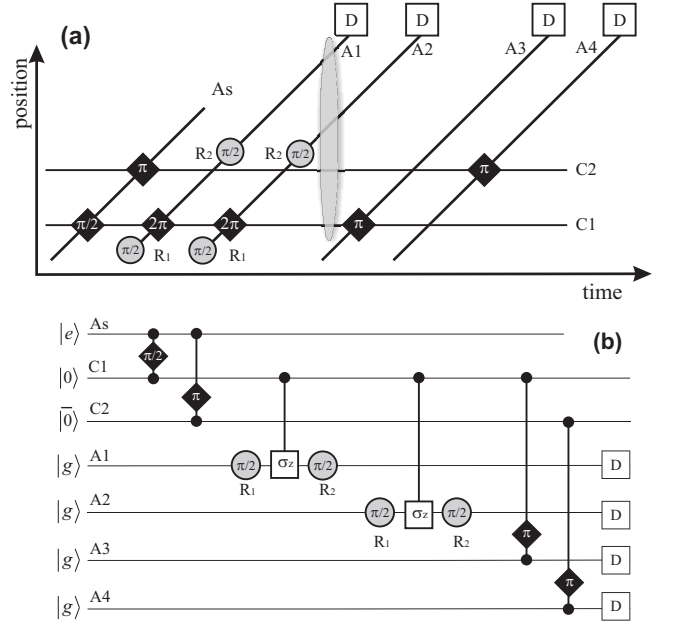 (a)
D D D D
A1 A2 A3 A4
As
position
R2 π/2 R2 π/2
π π C2
π/2 2π 2π π C1
π/2 R1 π/2 R1
time
(b)
|e⟩ As
π/2
|0⟩ C1
π
|0̅⟩ C2
|g⟩ A1 π/2 σz π/2 D
R1 R2
|g⟩ A2 π/2 σz π/2 D
R1 R2
π
|g⟩ A3 D
π
|g⟩ A4 D